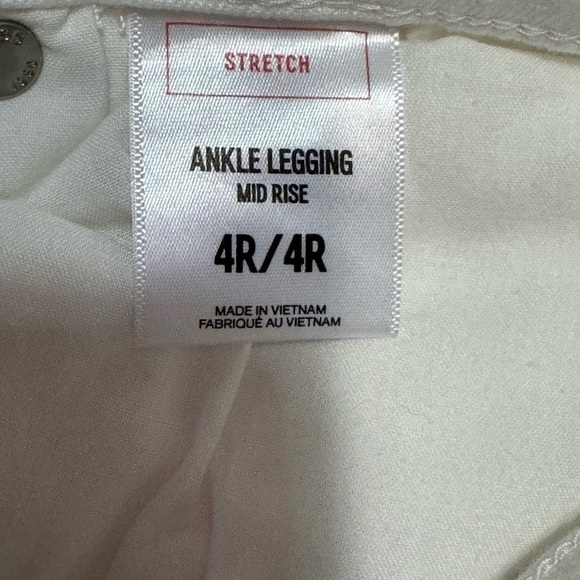 STRETCH
ANKLE LEGGING
MID RISE
4R/4R
MADE IN VIETNAM
FABRIQUÉ AU VIETNAM